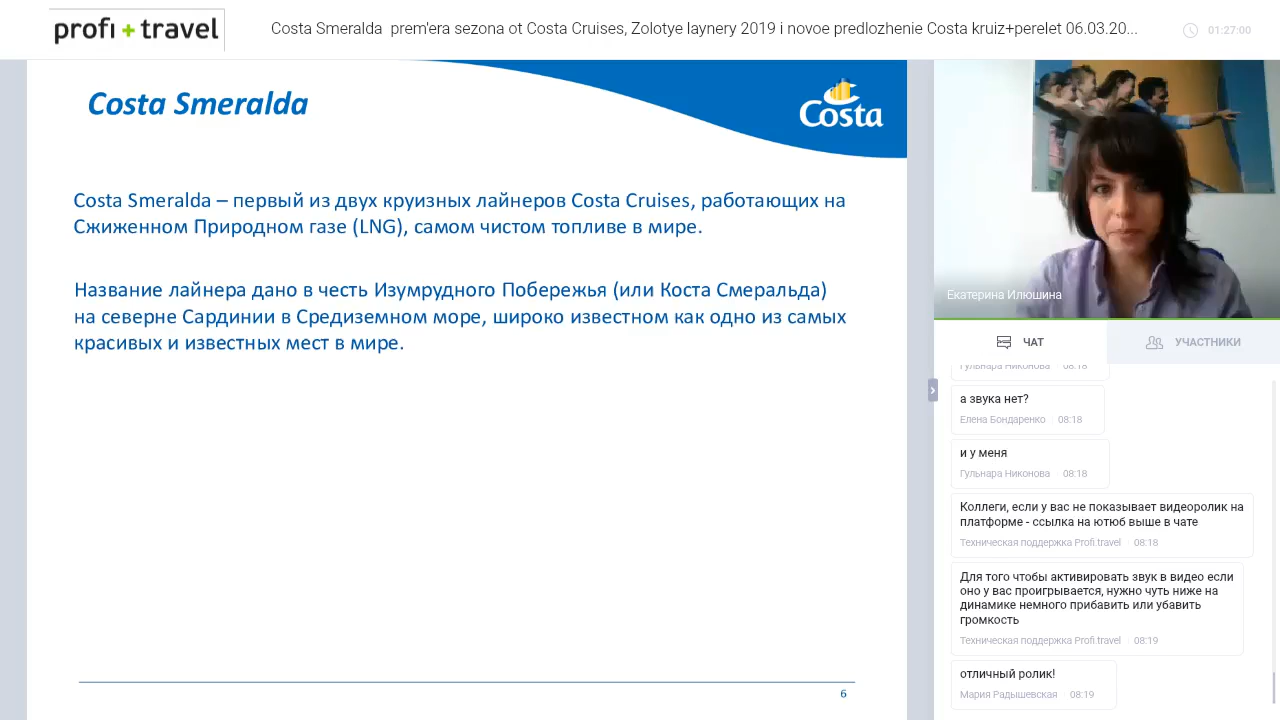 profi + travel
Costa Smeralda prem'era sezona ot Costa Cruises, Zolotye laynery 2019 i novoe predlozhenie Costa kruiz+perelet 06.03.20...
01:27:00
Costa Smeralda
Costa
Costa Smeralda – первый из двух круизных лайнеров Costa Cruises, работающих на
Сжиженном Природном газе (LNG), самом чистом топливе в мире.
Название лайнера дано в честь Изумрудного Побережья (или Коста Смеральда)
на северне Сардинии в Средиземном море, широко известном как одно из самых
красивых и известных мест в мире.
6
Екатерина Илюшина
ЧАТ
УЧАСТНИКИ
Гульнара Никонова 08:18
а звука нет?
Елена Бондаренко 08:18
и у меня
Гульнара Никонова 08:18
Коллеги, если у вас не показывает видеоролик на
платформе - ссылка на ютюб выше в чате
Техническая поддержка Profi.travel 08:18
Для того чтобы активировать звук в видео если
оно у вас проигрывается, нужно чуть ниже на
динамике немного прибавить или убавить
громкость
Техническая поддержка Profi.travel 08:19
отличный ролик!
Мария Радышевская 08:19